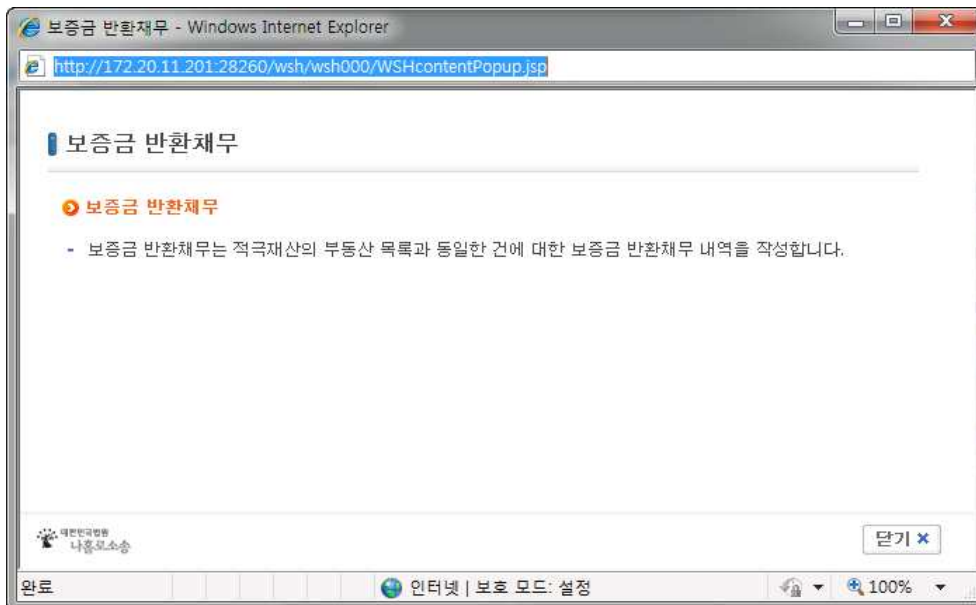 보증금 반환채무 - Windows Internet Explorer
http://172.20.11.201:28260/wsh/wsh000/WSHcontentPopup.jsp
보증금 반환채무
보증금 반환채무
- 보증금 반환채무는 적극재산의 부동산 목록과 동일한 건에 대한 보증금 반환채무 내역을 작성합니다.
대한민국법원
나홀로소송
닫기
완료
인터넷 | 보호 모드: 설정
100%